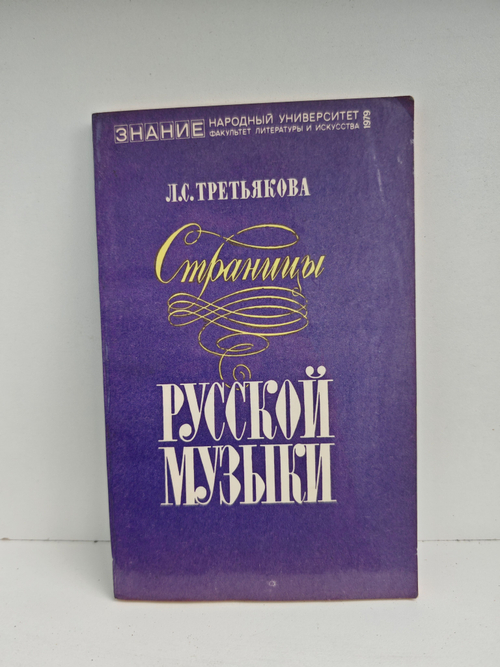 ЗНАНИЕ
НАРОДНЫЙ УНИВЕРСИТЕТ
ФАКУЛЬТЕТ ЛИТЕРАТУРЫ И ИСКУССТВА
1979
Л.С.ТРЕТЬЯКОВА
Страницы
РУССКОЙ
МУЗЫКИ